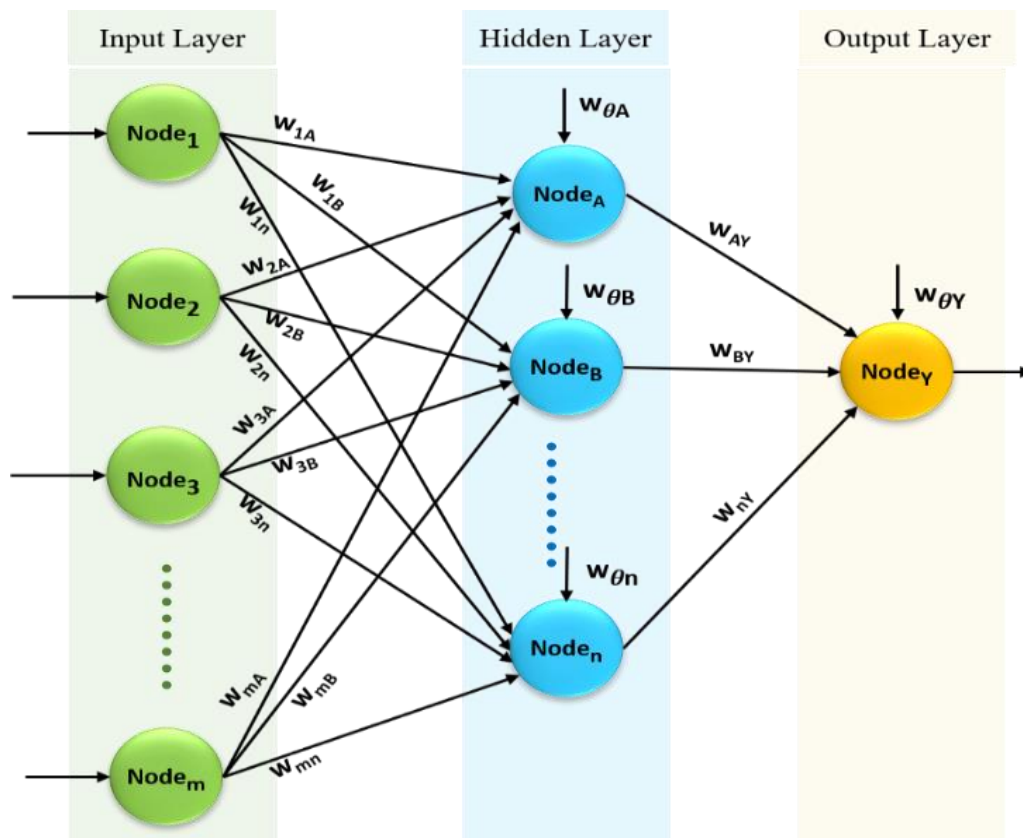 Input Layer
Hidden Layer
Output Layer
Node₁
Node₂
Node₃
Nodeₘ
w₁A
w₁B
w₁n
w₂A
w₂B
w₂n
w₃A
w₃B
w₃n
wmA
wmB
wmn
wθA
NodeA
wθB
NodeB
wθn
Noden
wAY
wBY
wnY
wθY
NodeY